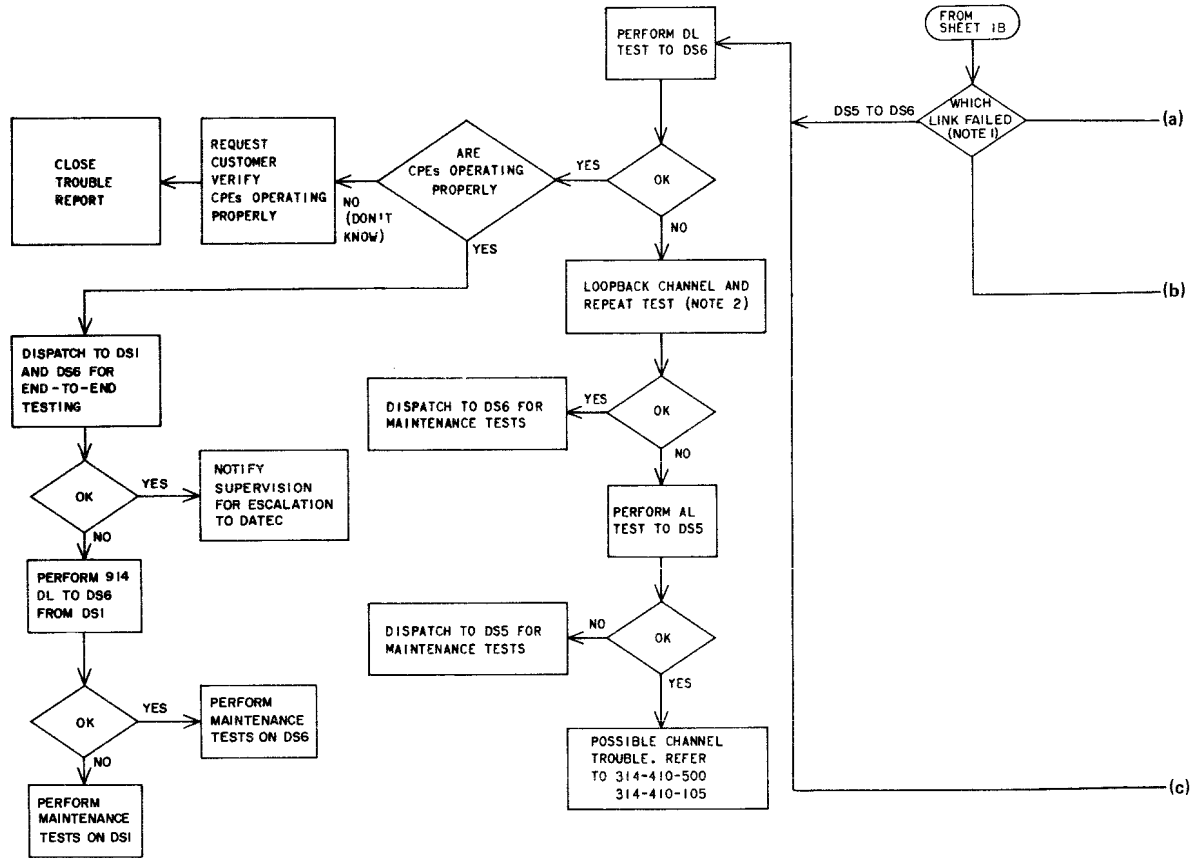 FROM
SHEET 1B
PERFORM DL
TEST TO DS6
DS5 TO DS6
WHICH
LINK FAILED
(NOTE 1)
(a)
CLOSE
TROUBLE
REPORT
REQUEST
CUSTOMER
VERIFY
CPEs OPERATING
PROPERLY
NO
(DON'T
KNOW)
ARE
CPEs OPERATING
PROPERLY
YES
YES
OK
NO
(b)
LOOPBACK CHANNEL AND
REPEAT TEST (NOTE 2)
DISPATCH TO DS1
AND DS6 FOR
END-TO-END
TESTING
DISPATCH TO DS6 FOR
MAINTENANCE TESTS
YES
OK
NO
OK
YES
NO
NOTIFY
SUPERVISION
FOR ESCALATION
TO DATEC
PERFORM AL
TEST TO DS5
PERFORM 914
DL TO DS6
FROM DS1
DISPATCH TO DS5 FOR
MAINTENANCE TESTS
NO
OK
YES
OK
YES
NO
PERFORM
MAINTENANCE
TESTS ON DS6
POSSIBLE CHANNEL
TROUBLE. REFER
TO 314-410-500
314-410-105
(c)
PERFORM
MAINTENANCE
TESTS ON DS1